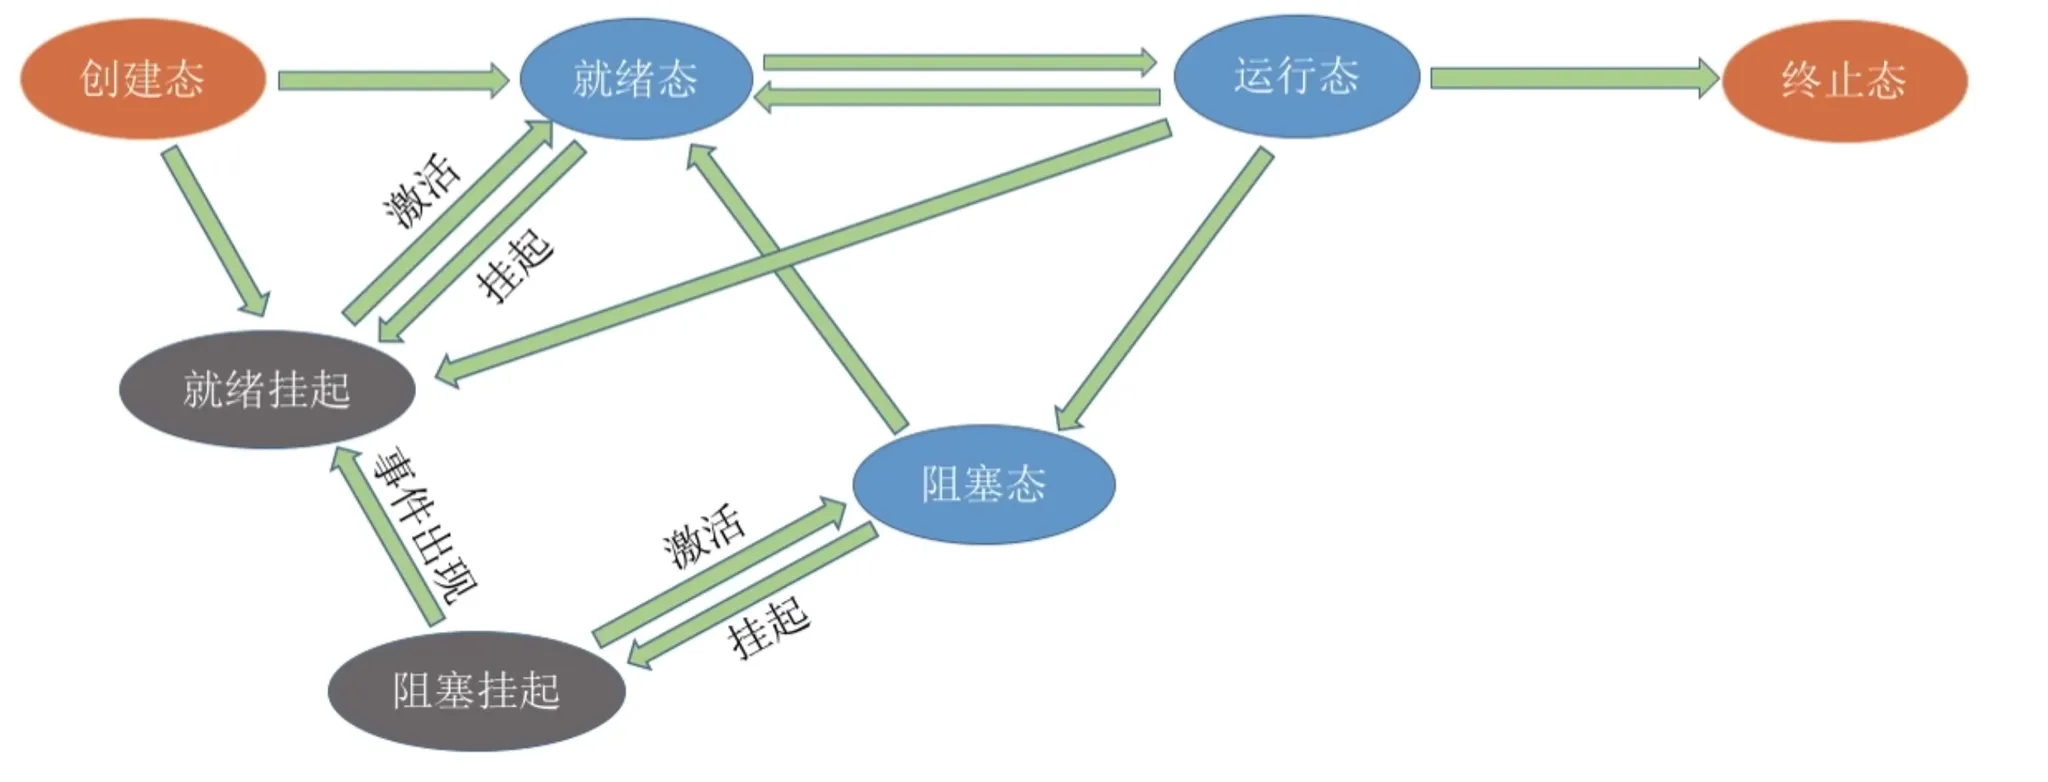 创建态
就绪态
运行态
终止态
激活
挂起
就绪挂起
事件出现
阻塞态
激活
挂起
阻塞挂起